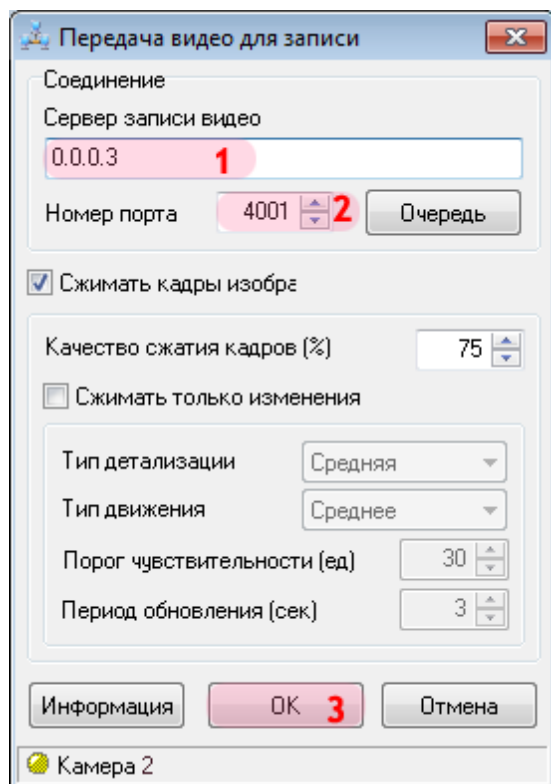 Передача видео для записи
Соединение
Сервер записи видео
0.0.0.3 1
Номер порта 4001 2 Очередь
Сжимать кадры изобра
Качество сжатия кадров (%) 75
Сжимать только изменения
Тип детализации Средняя
Тип движения Среднее
Порог чувствительности (ед) 30
Период обновления (сек) 3
Информация OK 3 Отмена
Камера 2